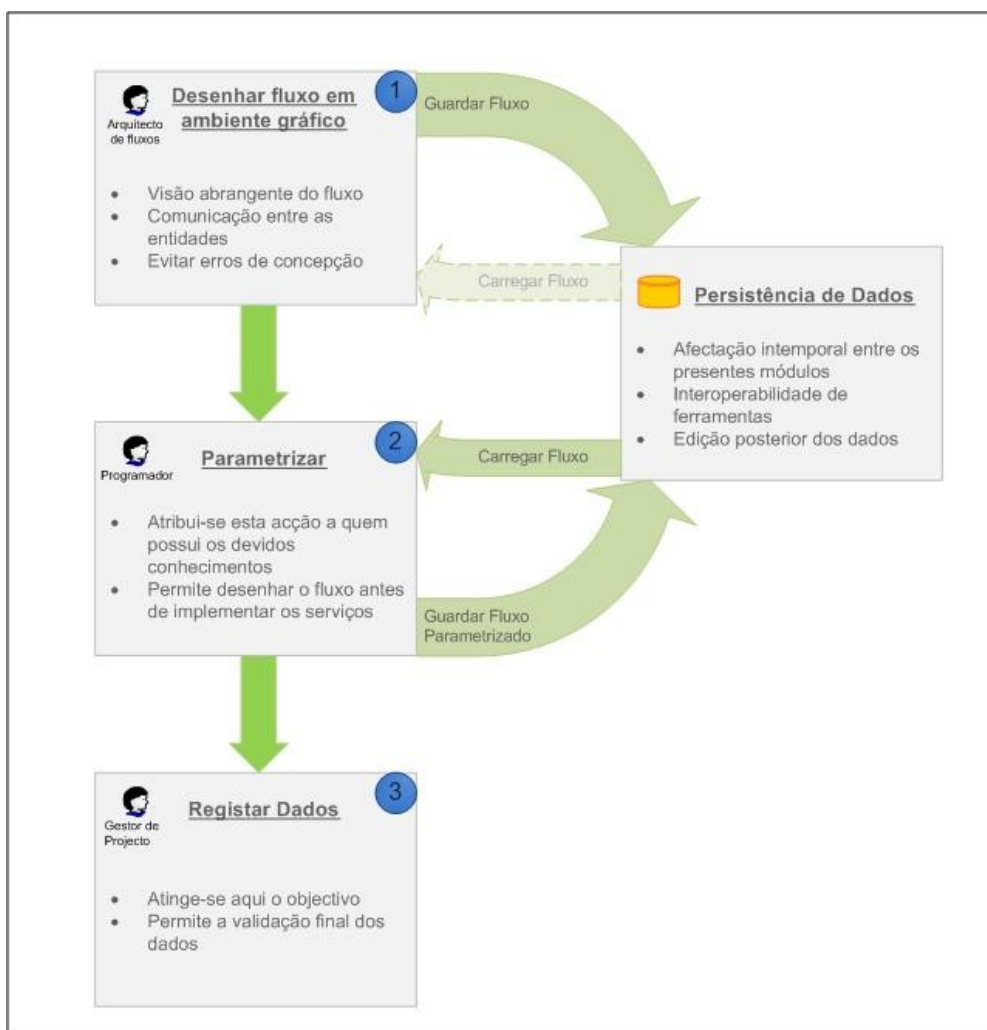 1
Desenhar fluxo em
ambiente gráfico
Arquitecto
de fluxos
• Visão abrangente do fluxo
• Comunicação entre as
entidades
• Evitar erros de concepção
Guardar Fluxo
Carregar Fluxo
Persistência de Dados
• Afectação intemporal entre os
presentes módulos
• Interoperabilidade de
ferramentas
• Edição posterior dos dados
2
Parametrizar
Programador
• Atribui-se esta acção a quem
possui os devidos
conhecimentos
• Permite desenhar o fluxo antes
de implementar os serviços
Carregar Fluxo
Guardar Fluxo
Parametrizado
3
Registar Dados
Gestor de
Projecto
• Atinge-se aqui o objectivo
• Permite a validação final dos
dados